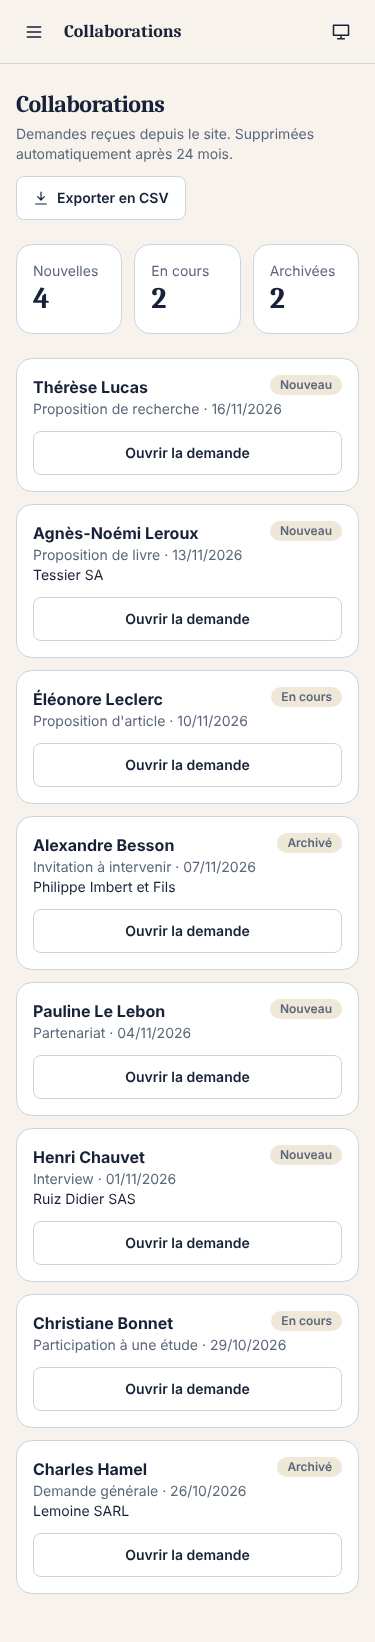 Collaborations
Collaborations
Demandes reçues depuis le site. Supprimées
automatiquement après 24 mois.
Exporter en CSV
Nouvelles
4
En cours
2
Archivées
2
Thérèse Lucas
Nouveau
Proposition de recherche · 16/11/2026
Ouvrir la demande
Agnès-Noémi Leroux
Nouveau
Proposition de livre · 13/11/2026
Tessier SA
Ouvrir la demande
Éléonore Leclerc
En cours
Proposition d'article · 10/11/2026
Ouvrir la demande
Alexandre Besson
Archivé
Invitation à intervenir · 07/11/2026
Philippe Imbert et Fils
Ouvrir la demande
Pauline Le Lebon
Nouveau
Partenariat · 04/11/2026
Ouvrir la demande
Henri Chauvet
Nouveau
Interview · 01/11/2026
Ruiz Didier SAS
Ouvrir la demande
Christiane Bonnet
En cours
Participation à une étude · 29/10/2026
Ouvrir la demande
Charles Hamel
Archivé
Demande générale · 26/10/2026
Lemoine SARL
Ouvrir la demande